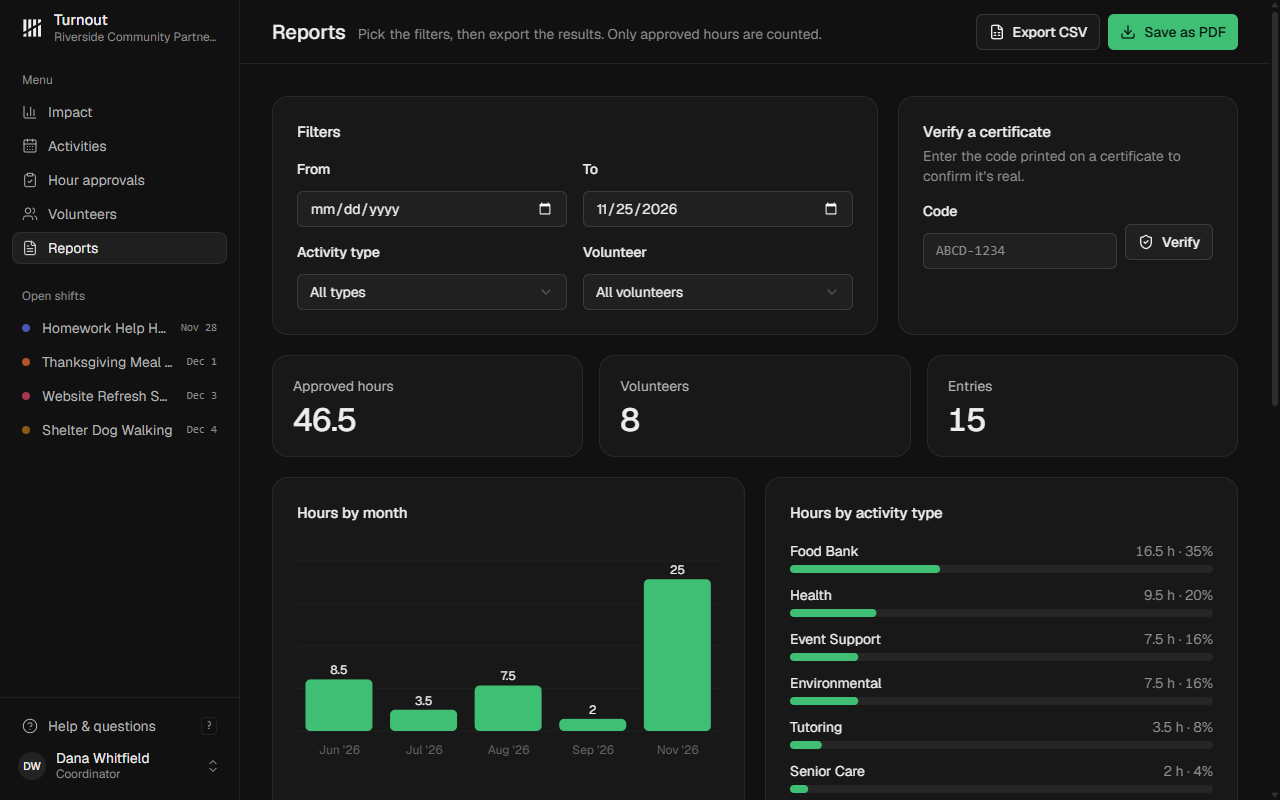 Turnout
Riverside Community Partne…
Menu
Impact
Activities
Hour approvals
Volunteers
Reports
Open shifts
Homework Help H… Nov 28
Thanksgiving Meal … Dec 1
Website Refresh S… Dec 3
Shelter Dog Walking Dec 4
Help & questions ?
DW Dana Whitfield
Coordinator
Reports Pick the filters, then export the results. Only approved hours are counted.
Export CSV
Save as PDF
Filters
From To
mm/dd/yyyy 11/25/2026
Activity type Volunteer
All types All volunteers
Verify a certificate
Enter the code printed on a certificate to
confirm it's real.
Code
ABCD-1234 Verify
Approved hours
46.5
Volunteers
8
Entries
15
Hours by month
8.5 3.5 7.5 2 25
Jun '26 Jul '26 Aug '26 Sep '26 Nov '26
Hours by activity type
Food Bank 16.5 h · 35%
Health 9.5 h · 20%
Event Support 7.5 h · 16%
Environmental 7.5 h · 16%
Tutoring 3.5 h · 8%
Senior Care 2 h · 4%